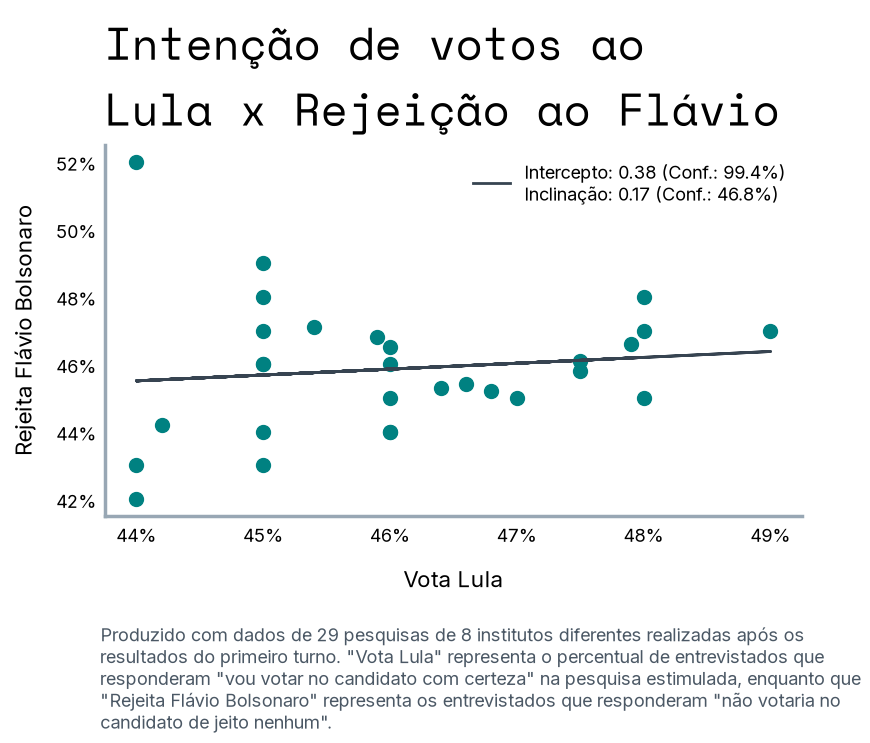 Intenção de votos ao
Lula x Rejeição ao Flávio
Intercepto: 0.38 (Conf.: 99.4%)
Inclinação: 0.17 (Conf.: 46.8%)
Rejeita Flávio Bolsonaro
52%
50%
48%
46%
44%
42%
44%
45%
46%
47%
48%
49%
Vota Lula
Produzido com dados de 29 pesquisas de 8 institutos diferentes realizadas após os
resultados do primeiro turno. "Vota Lula" representa o percentual de entrevistados que
responderam "vou votar no candidato com certeza" na pesquisa estimulada, enquanto que
"Rejeita Flávio Bolsonaro" representa os entrevistados que responderam "não votaria no
candidato de jeito nenhum".